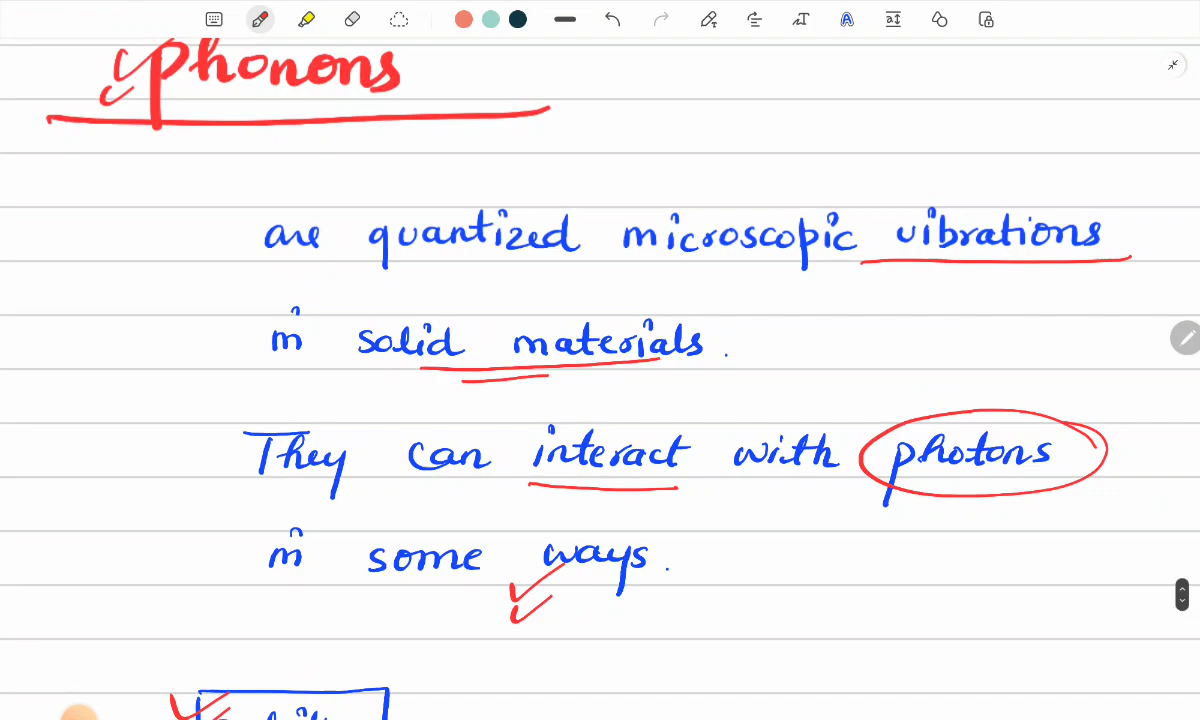 Phonons
are quantized microscopic vibrations
in solid materials.
They can interact with photons
in some ways.